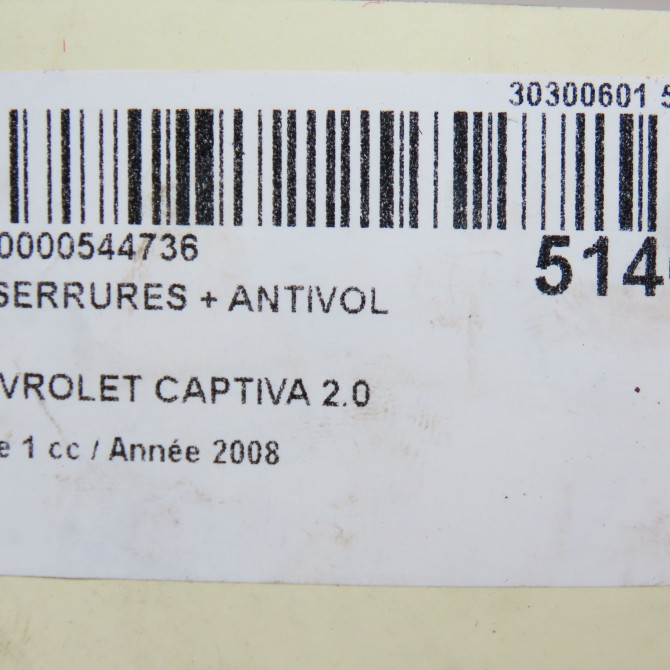 30300601 5
0000544736
514
SERRURES + ANTIVOL
VROLET CAPTIVA 2.0
e 1 cc / Année 2008